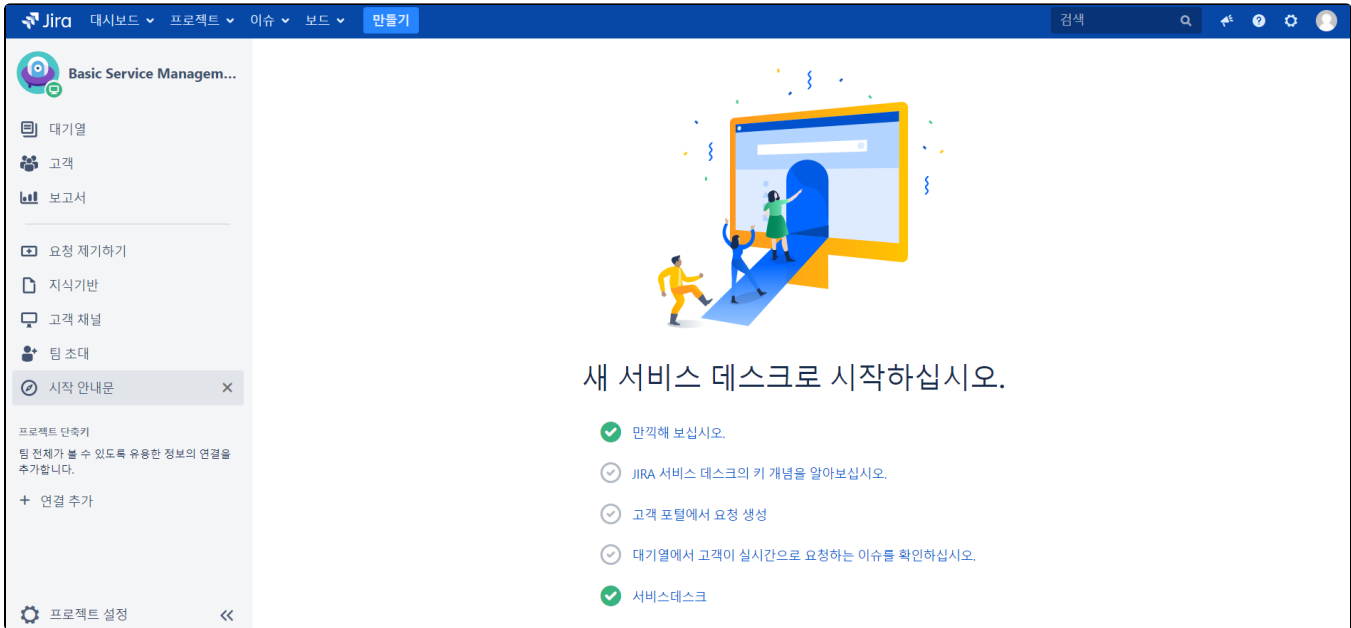 Jira 대시보드 프로젝트 이슈 보드 만들기 검색
Basic Service Managem...
대기열
고객
보고서
요청 제기하기
지식기반
고객 채널
팀 초대
시작 안내문
프로젝트 단축키
팀 전체가 볼 수 있도록 유용한 정보의 연결을
추가합니다.
+ 연결 추가
프로젝트 설정
새 서비스 데스크로 시작하십시오.
만끽해 보십시오.
JIRA 서비스 데스크의 키 개념을 알아보십시오.
고객 포털에서 요청 생성
대기열에서 고객이 실시간으로 요청하는 이슈를 확인하십시오.
서비스데스크